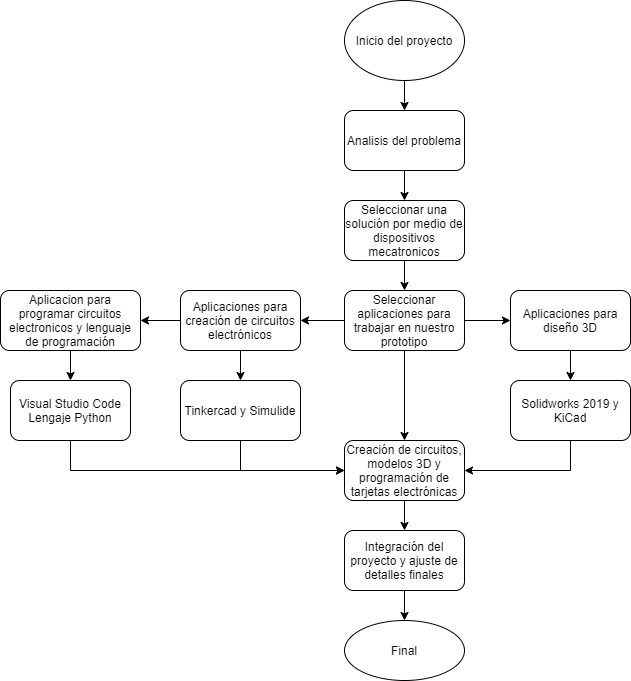 Inicio del proyecto
Analisis del problema
Seleccionar una
solución por medio de
dispositivos
mecatronicos
Aplicacion para
programar circuitos
electronicos y lenguaje
de programación
Aplicaciones para
creación de circuitos
electrónicos
Seleccionar
aplicaciones para
trabajar en nuestro
prototipo
Aplicaciones para
diseño 3D
Visual Studio Code
Lengaje Python
Tinkercad y Simulide
Solidworks 2019 y
KiCad
Creación de circuitos,
modelos 3D y
programación de
tarjetas electrónicas
Integración del
proyecto y ajuste de
detalles finales
Final